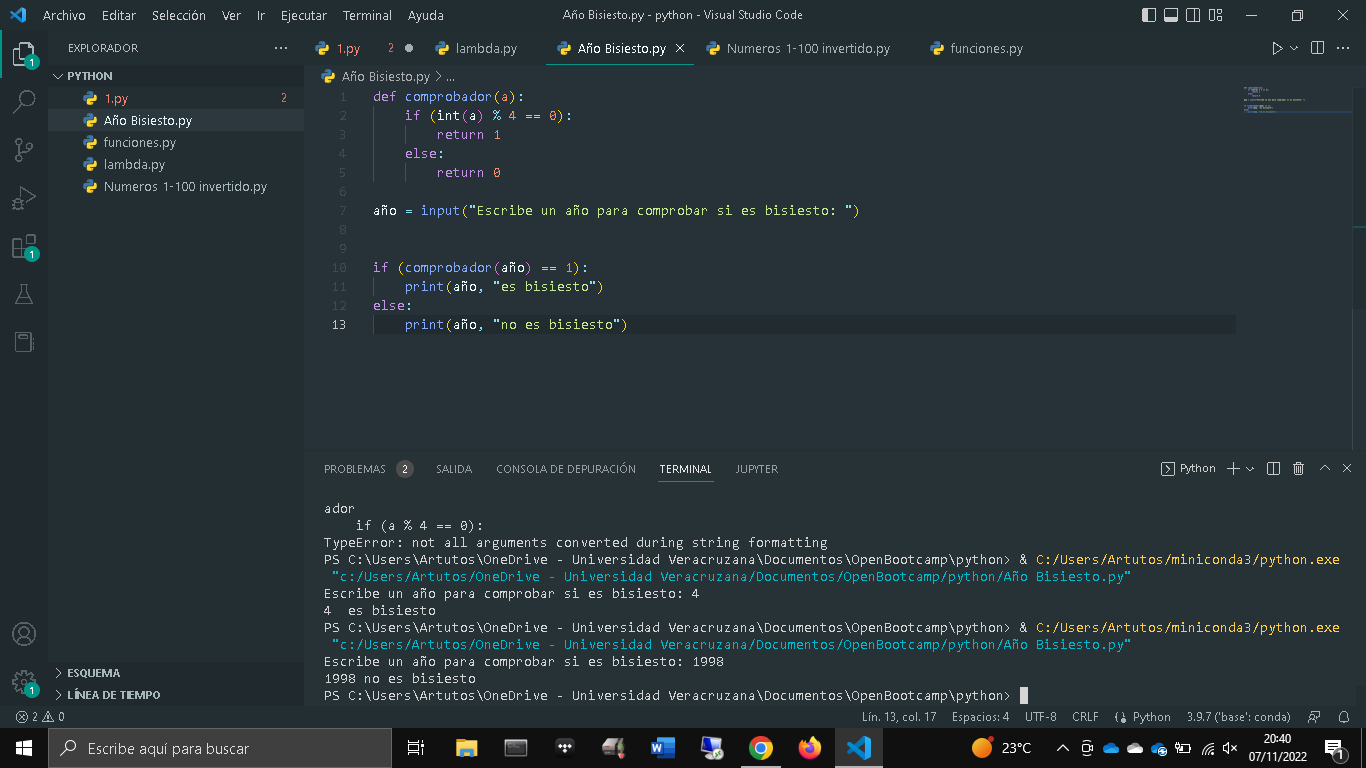 Archivo Editar Selección Ver Ir Ejecutar Terminal Ayuda Año Bisiesto.py - python - Visual Studio Code
EXPLORADOR ...
1.py 2 lambda.py Año Bisiesto.py Numeros 1-100 invertido.py funciones.py
PYTHON
1.py 2
Año Bisiesto.py
funciones.py
lambda.py
Numeros 1-100 invertido.py
ESQUEMA
LÍNEA DE TIEMPO
1
1
1
Año Bisiesto.py > ...
1 def comprobador(a):
2 if (int(a) % 4 == 0):
3 return 1
4 else:
5 return 0
6
7 año = input("Escribe un año para comprobar si es bisiesto: ")
8
9
10 if (comprobador(año) == 1):
11 print(año, "es bisiesto")
12 else:
13 print(año, "no es bisiesto")
PROBLEMAS 2 SALIDA CONSOLA DE DEPURACIÓN TERMINAL JUPYTER Python
ador
if (a % 4 == 0):
TypeError: not all arguments converted during string formatting
PS C:\Users\Artutos\OneDrive - Universidad Veracruzana\Documentos\OpenBootcamp\python> & C:/Users/Artutos/miniconda3/python.exe
"c:/Users/Artutos/OneDrive - Universidad Veracruzana/Documentos/OpenBootcamp/python/Año Bisiesto.py"
Escribe un año para comprobar si es bisiesto: 4
4  es bisiesto
PS C:\Users\Artutos\OneDrive - Universidad Veracruzana\Documentos\OpenBootcamp\python> & C:/Users/Artutos/miniconda3/python.exe
"c:/Users/Artutos/OneDrive - Universidad Veracruzana/Documentos/OpenBootcamp/python/Año Bisiesto.py"
Escribe un año para comprobar si es bisiesto: 1998
1998 no es bisiesto
PS C:\Users\Artutos\OneDrive - Universidad Veracruzana\Documentos\OpenBootcamp\python>
2 0 Lín. 13, col. 17 Espacios: 4 UTF-8 CRLF Python 3.9.7 ('base': conda)
Escribe aquí para buscar 23°C 20:40
07/11/2022 1